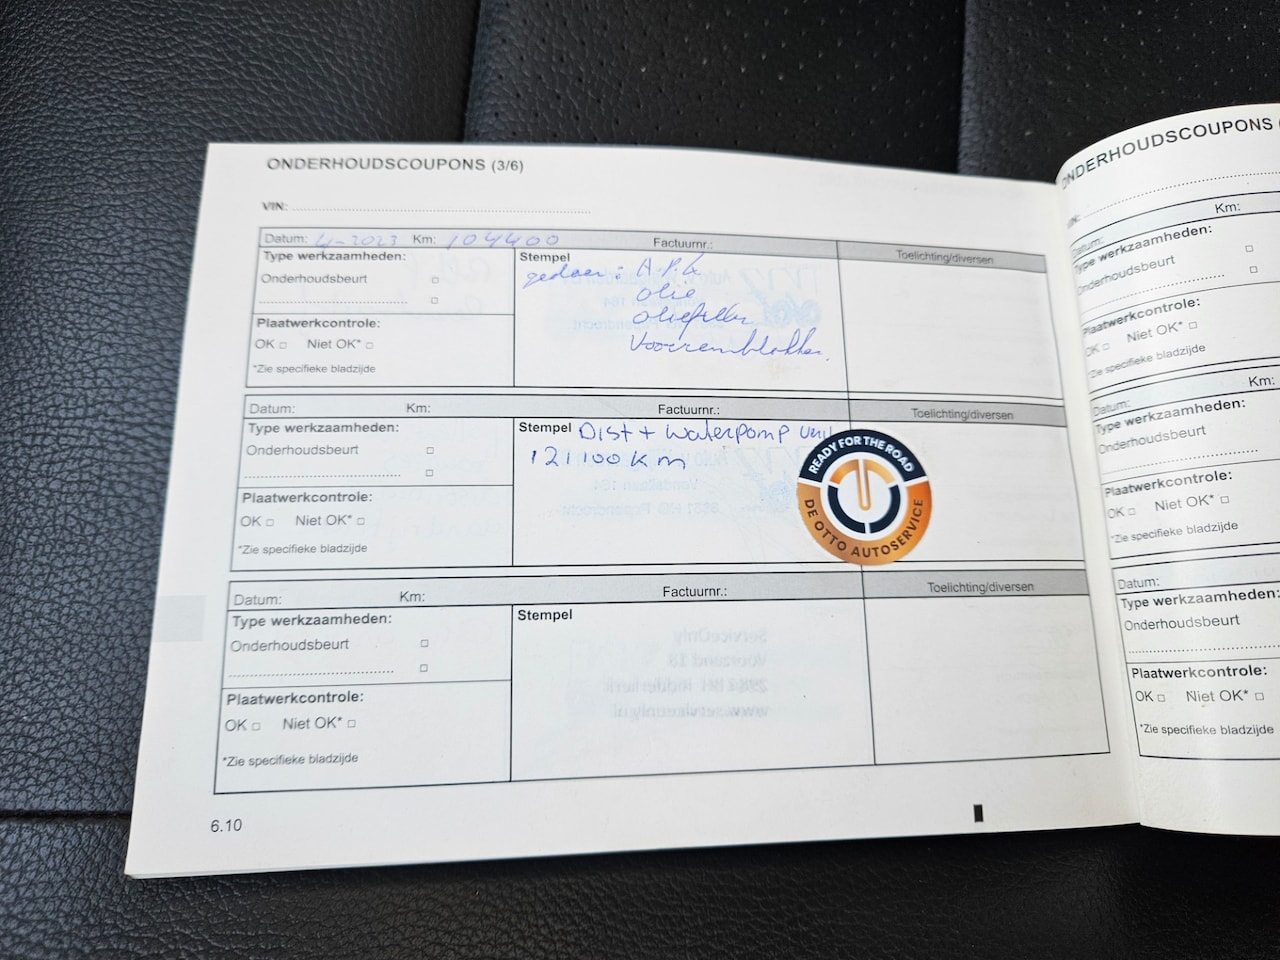 ONDERHOUDSCOUPONS (3/6)
VIN:
Datum: 4-2023 Km: 104400 Factuurnr.:
Toelichting/diversen
Type werkzaamheden:
Onderhoudsbeurt
Plaatwerkcontrole:
OK □ Niet OK* □
*Zie specifieke bladzijde
Stempel
gedaan: A.P.K
Olie
Oliefilter
Voorremblokken.
Datum: Km: Factuurnr.:
Toelichting/diversen
Type werkzaamheden:
Onderhoudsbeurt □
Plaatwerkcontrole:
OK □ Niet OK* □
*Zie specifieke bladzijde
Stempel Dist + Waterpomp
121100 km
READY FOR THE ROAD
DE OTTO AUTOSERVICE
Datum: Km: Factuurnr.:
Toelichting/diversen
Type werkzaamheden:
Onderhoudsbeurt □
Plaatwerkcontrole:
OK □ Niet OK* □
*Zie specifieke bladzijde
Stempel
6.10
ONDERHOUDSCOUPONS
VIN:
Datum: Km:
Type werkzaamheden:
Onderhoudsbeurt □
Plaatwerkcontrole:
OK □ Niet OK* □
*Zie specifieke bladzijde
Datum: Km:
Type werkzaamheden:
Onderhoudsbeurt
Plaatwerkcontrole:
OK □ Niet OK* □
*Zie specifieke bladzijde
Datum:
Type werkzaamheden:
Onderhoudsbeurt
Plaatwerkcontrole:
OK □ Niet OK* □
*Zie specifieke bladzijde